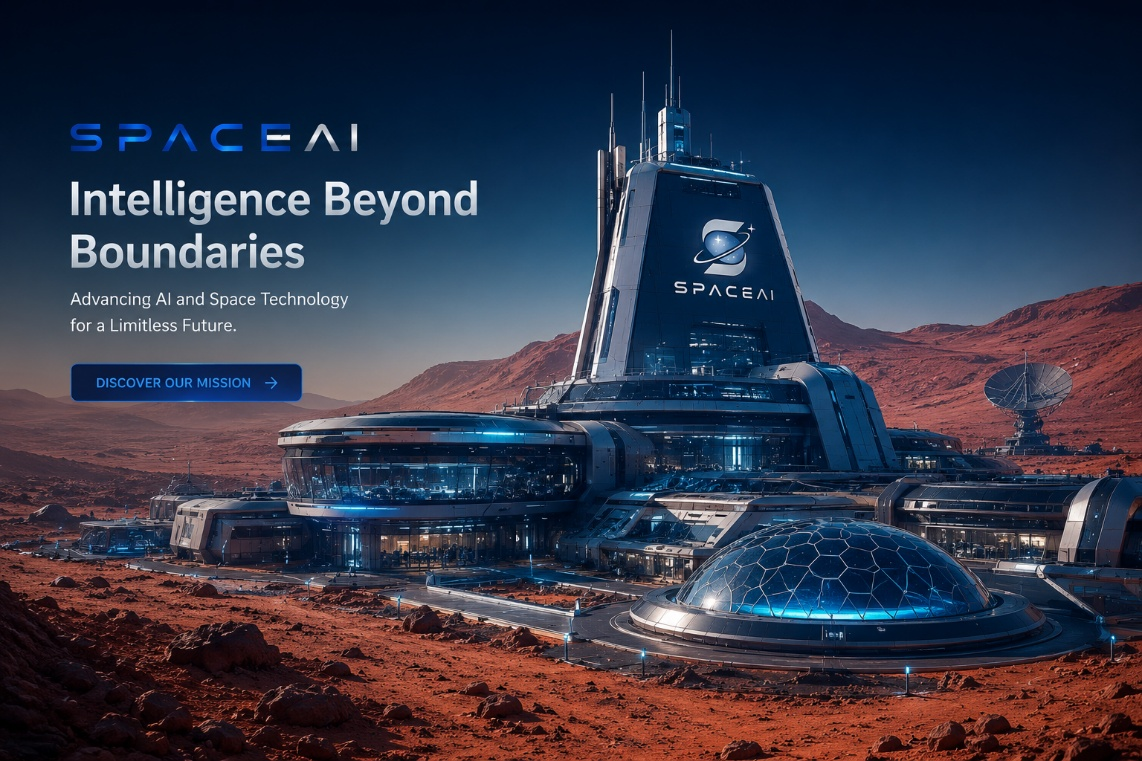 SPACEAI
Intelligence Beyond
Boundaries
Advancing AI and Space Technology
for a Limitless Future.
DISCOVER OUR MISSION →
SPACEAI